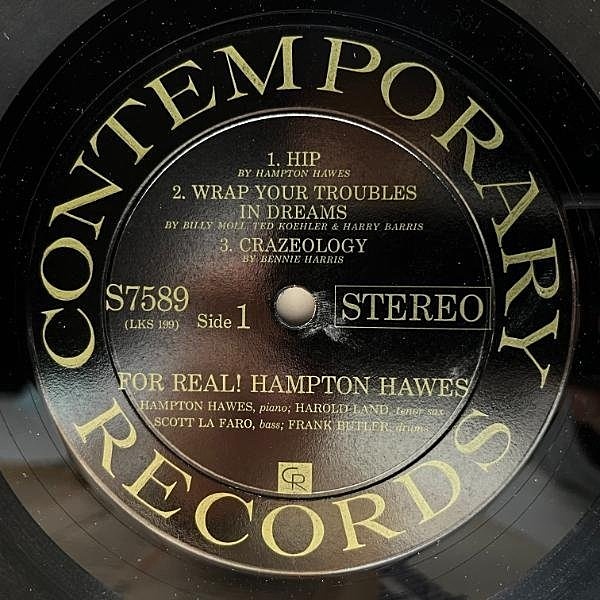 CONTEMPORARY
1. HIP
BY HAMPTON HAWES
2. WRAP YOUR TROUBLES
IN DREAMS
BY BILLY MOLL, TED KOEHLER & HARRY BARRIS
3. CRAZEOLOGY
BY BENNIE HARRIS
S7589
(LKS 199) Side 1
STEREO
FOR REAL! HAMPTON HAWES
HAMPTON HAWES, piano; HAROLD LAND, tenor sax
SCOTT LA FARO, bass; FRANK BUTLER, drums
CR
RECORDS